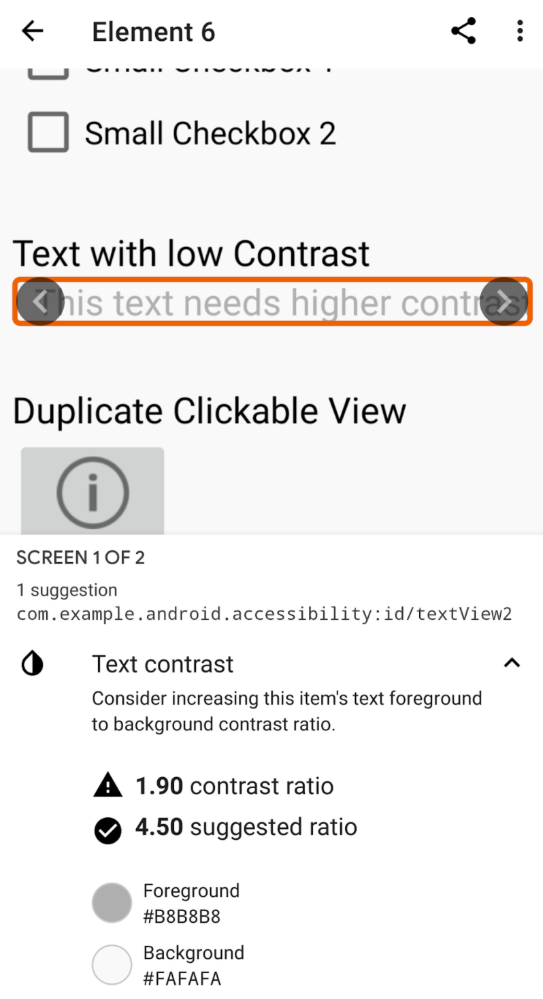 Element 6
Small Checkbox 1
Small Checkbox 2
Text with low Contrast
This text needs higher contrast
Duplicate Clickable View
i
SCREEN 1 OF 2
1 suggestion
com.example.android.accessibility:id/textView2
Text contrast
Consider increasing this item's text foreground
to background contrast ratio.
1.90 contrast ratio
4.50 suggested ratio
Foreground
#B8B8B8
Background
#FAFAFA